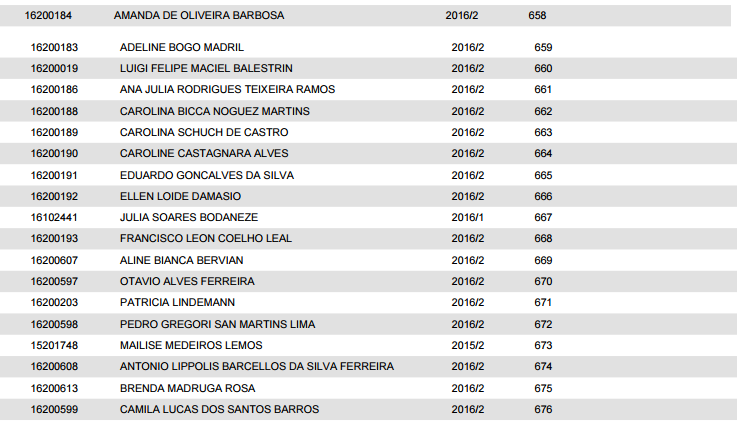 16200184 AMANDA DE OLIVEIRA BARBOSA 2016/2 658
16200183 ADELINE BOGO MADRIL 2016/2 659
16200019 LUIGI FELIPE MACIEL BALESTRIN 2016/2 660
16200186 ANA JULIA RODRIGUES TEIXEIRA RAMOS 2016/2 661
16200188 CAROLINA BICCA NOGUEZ MARTINS 2016/2 662
16200189 CAROLINA SCHUCH DE CASTRO 2016/2 663
16200190 CAROLINE CASTAGNARA ALVES 2016/2 664
16200191 EDUARDO GONCALVES DA SILVA 2016/2 665
16200192 ELLEN LOIDE DAMASIO 2016/2 666
16102441 JULIA SOARES BODANEZE 2016/1 667
16200193 FRANCISCO LEON COELHO LEAL 2016/2 668
16200607 ALINE BIANCA BERVIAN 2016/2 669
16200597 OTAVIO ALVES FERREIRA 2016/2 670
16200203 PATRICIA LINDEMANN 2016/2 671
16200598 PEDRO GREGORI SAN MARTINS LIMA 2016/2 672
15201748 MAILISE MEDEIROS LEMOS 2015/2 673
16200608 ANTONIO LIPPOLIS BARCELLOS DA SILVA FERREIRA 2016/2 674
16200613 BRENDA MADRUGA ROSA 2016/2 675
16200599 CAMILA LUCAS DOS SANTOS BARROS 2016/2 676